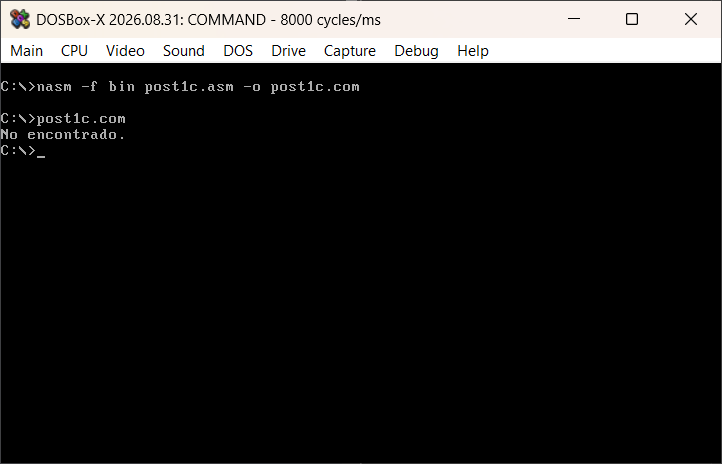 DOSBox-X 2026.08.31: COMMAND - 8000 cycles/ms
Main CPU Video Sound DOS Drive Capture Debug Help
C:\>nasm -f bin post1c.asm -o post1c.com
C:\>post1c.com
No encontrado.
C:\>_